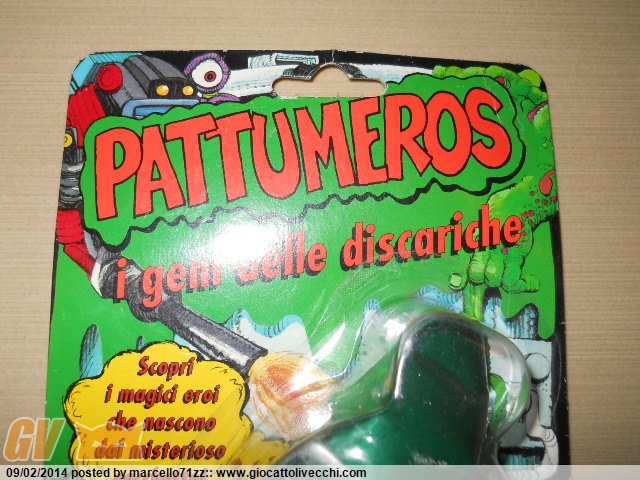 PATTUMEROS
i geni delle discariche
Scopri
i magici eroi
che nascono
dal misterioso
GV
09/02/2014 posted by marcello71zz:: www.giocattolivecchi.com